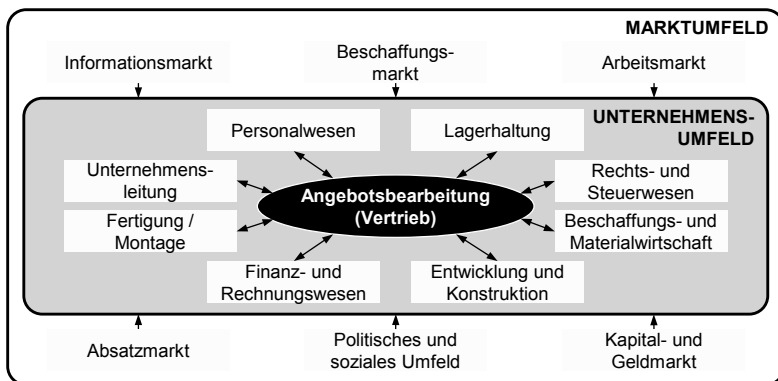 MARKTUMFELD
Informationsmarkt
Beschaffungs-
markt
Arbeitsmarkt
UNTERNEHMENS-
UMFELD
Personalwesen
Lagerhaltung
Unternehmens-
leitung
Rechts- und
Steuerwesen
Angebotsbearbeitung
(Vertrieb)
Fertigung /
Montage
Beschaffungs- und
Materialwirtschaft
Finanz- und
Rechnungswesen
Entwicklung und
Konstruktion
Absatzmarkt
Politisches und
soziales Umfeld
Kapital- und
Geldmarkt